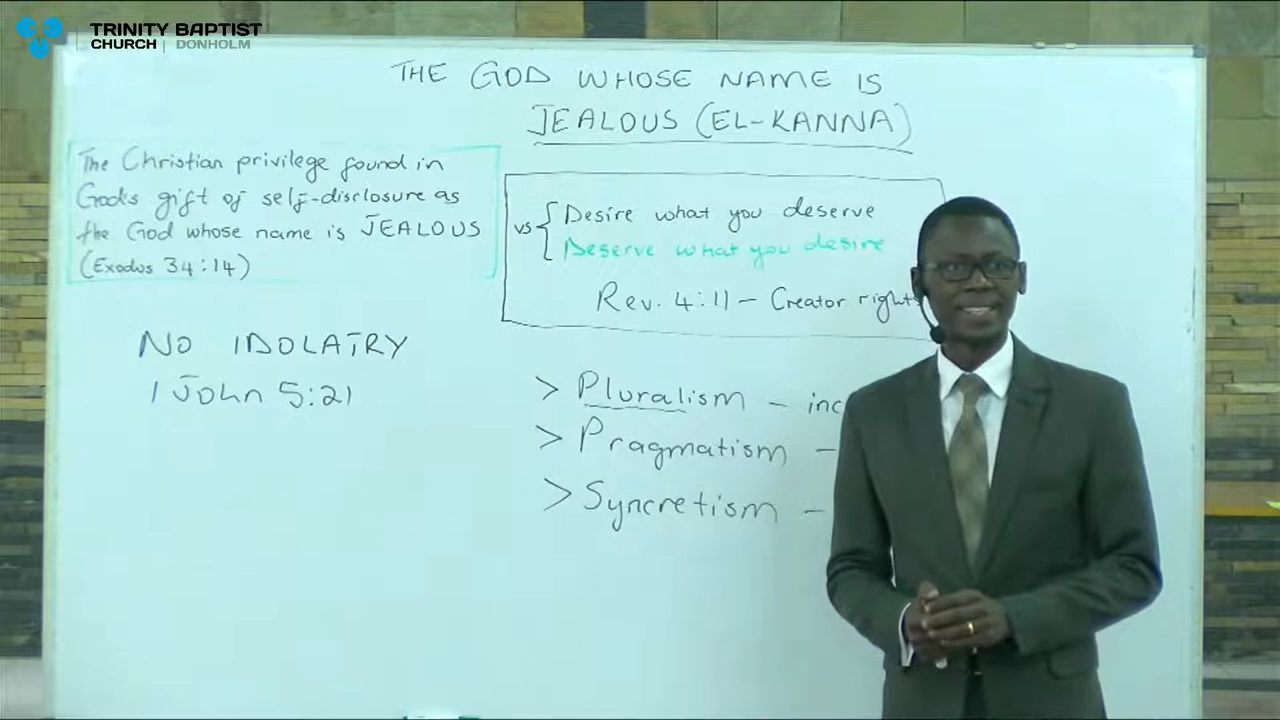 TRINITY BAPTIST
CHURCH | DONHOLM
THE GOD WHOSE NAME IS
JEALOUS (EL-KANNA)
The Christian privilege found in
God's gift of self-disclosure as
the God whose name is JEALOUS
(Exodus 34:14)
vs { Desire what you deserve
Deserve what you desire
Rev. 4:11 - Creator rights
NO IDOLATRY
1 John 5:21
> Pluralism - inc
> Pragmatism -
> Syncretism -